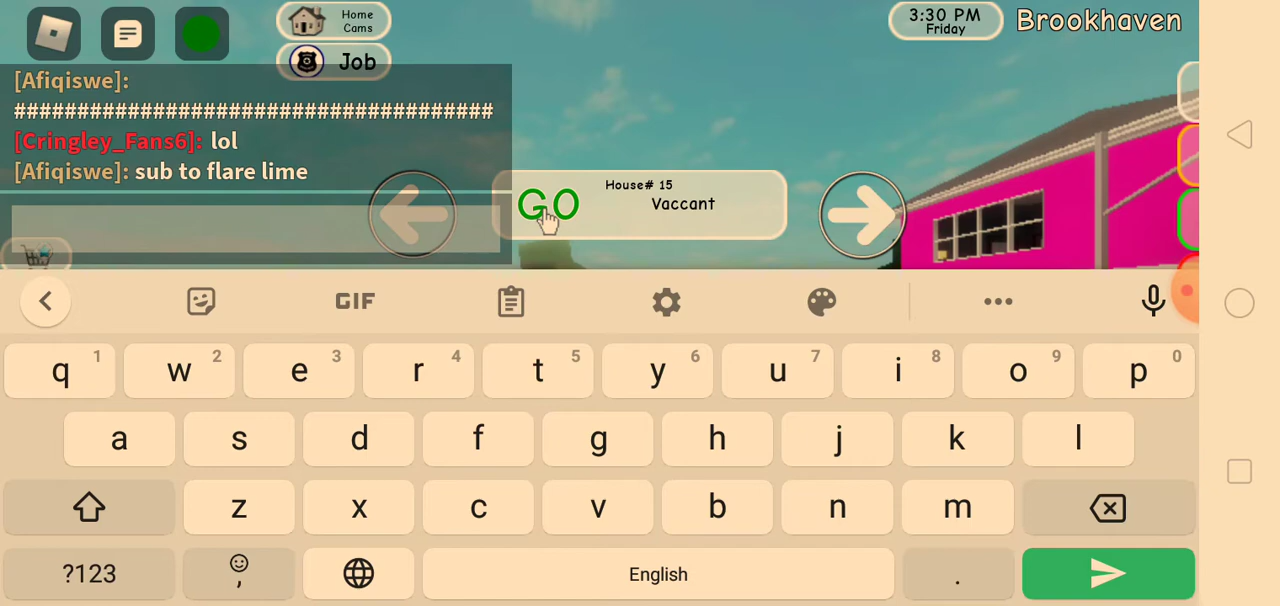 Home
Cams
Job
3:30 PM
Friday
Brookhaven
[Afiqiswe]:
######################################
[Cringley_Fans6]: lol
[Afiqiswe]: sub to flare lime
House# 15
GO
Vaccant
GIF
q 1 w 2 e 3 r 4 t 5 y 6 u 7 i 8 o 9 p 0
a s d f g h j k l
z x c v b n m
?123 , English .